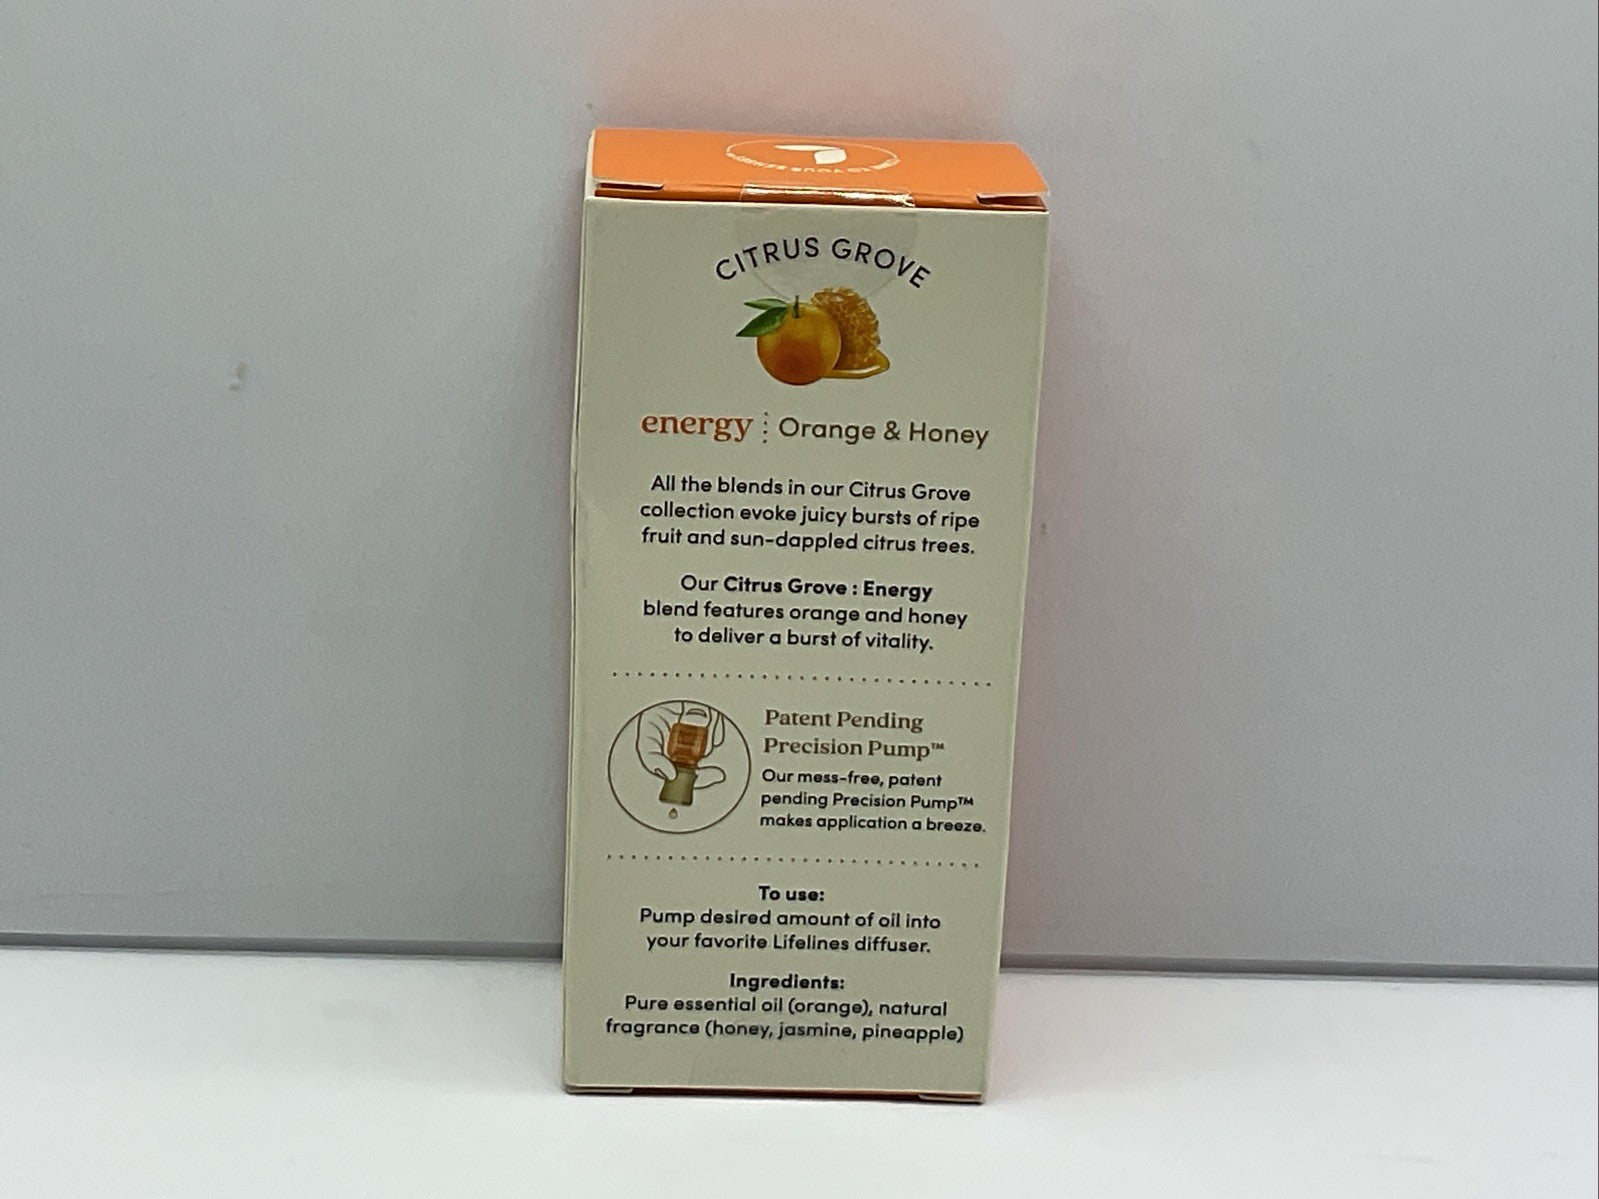 CITRUS GROVE
energy Orange & Honey
All the blends in our Citrus Grove
collection evoke juicy bursts of ripe
fruit and sun-dappled citrus trees.
Our Citrus Grove : Energy
blend features orange and honey
to deliver a burst of vitality.
Patent Pending
Precision Pump™
Our mess-free, patent
pending Precision Pump™
makes application a breeze.
To use:
Pump desired amount of oil into
your favorite Lifelines diffuser.
Ingredients:
Pure essential oil (orange), natural
fragrance (honey, jasmine, pineapple)